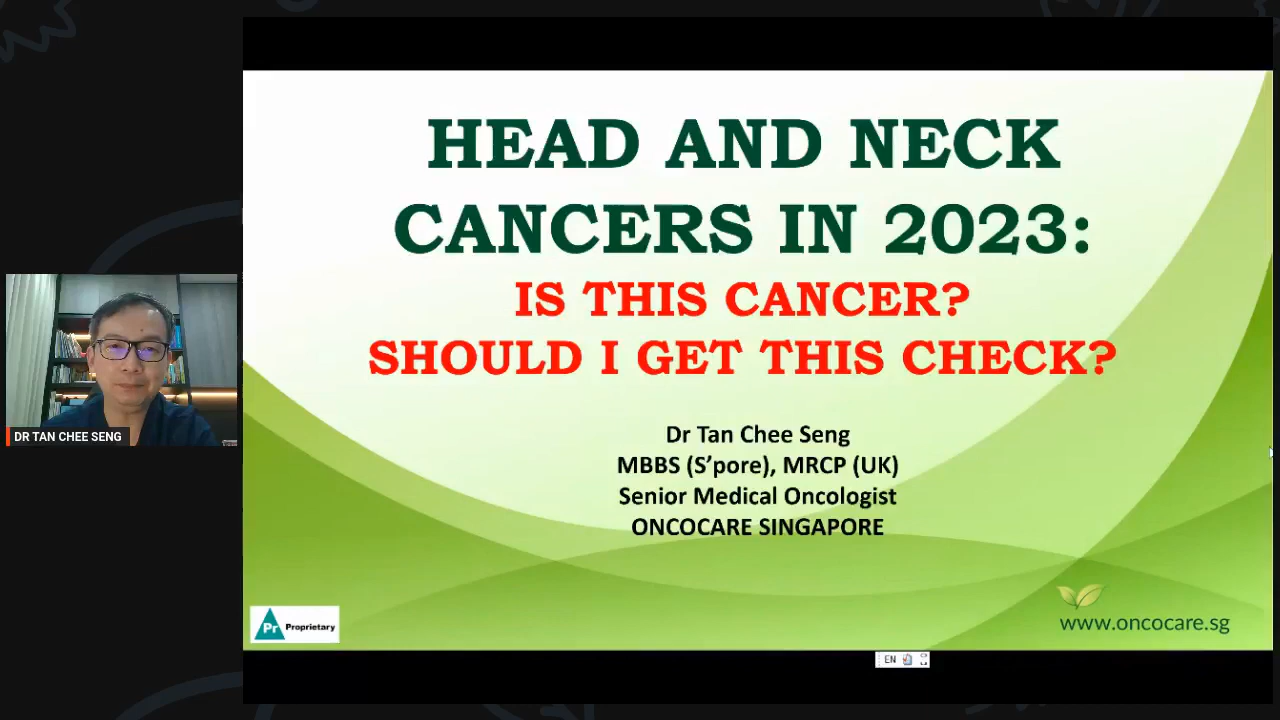 HEAD AND NECK
CANCERS IN 2023:
IS THIS CANCER?
SHOULD I GET THIS CHECK?
Dr Tan Chee Seng
MBBS (S’pore), MRCP (UK)
Senior Medical Oncologist
ONCOCARE SINGAPORE
DR TAN CHEE SENG
Pr Proprietary
www.oncocare.sg
EN